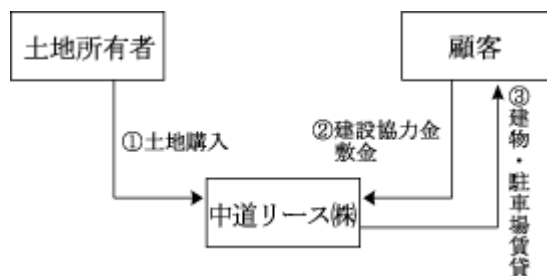 土地所有者
顧客
①土地購入
②建設協力金
敷金
③建物・駐車場賃貸
中道リース㈱